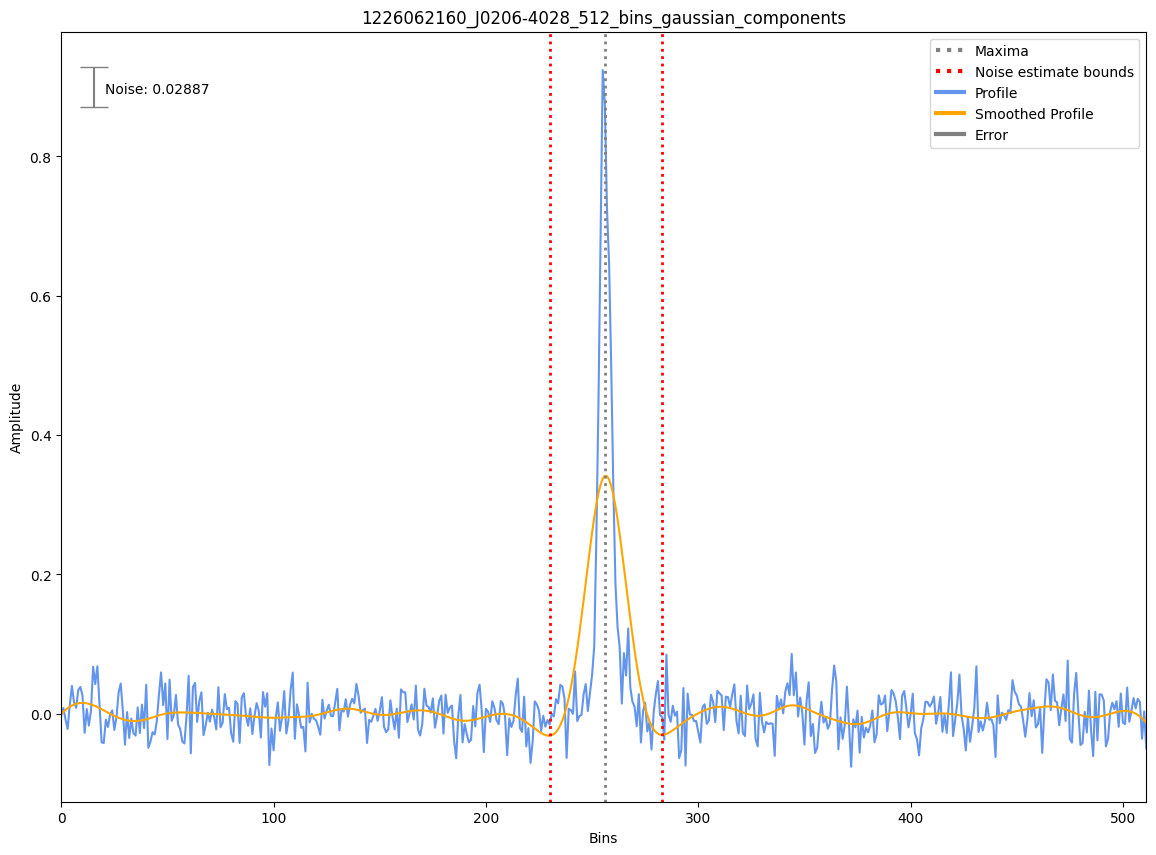 1226062160_J0206-4028_512_bins_gaussian_components
Noise: 0.02887
Maxima
Noise estimate bounds
Profile
Smoothed Profile
Error
Amplitude
0.8
0.6
0.4
0.2
0.0
0 100 200 300 400 500
Bins